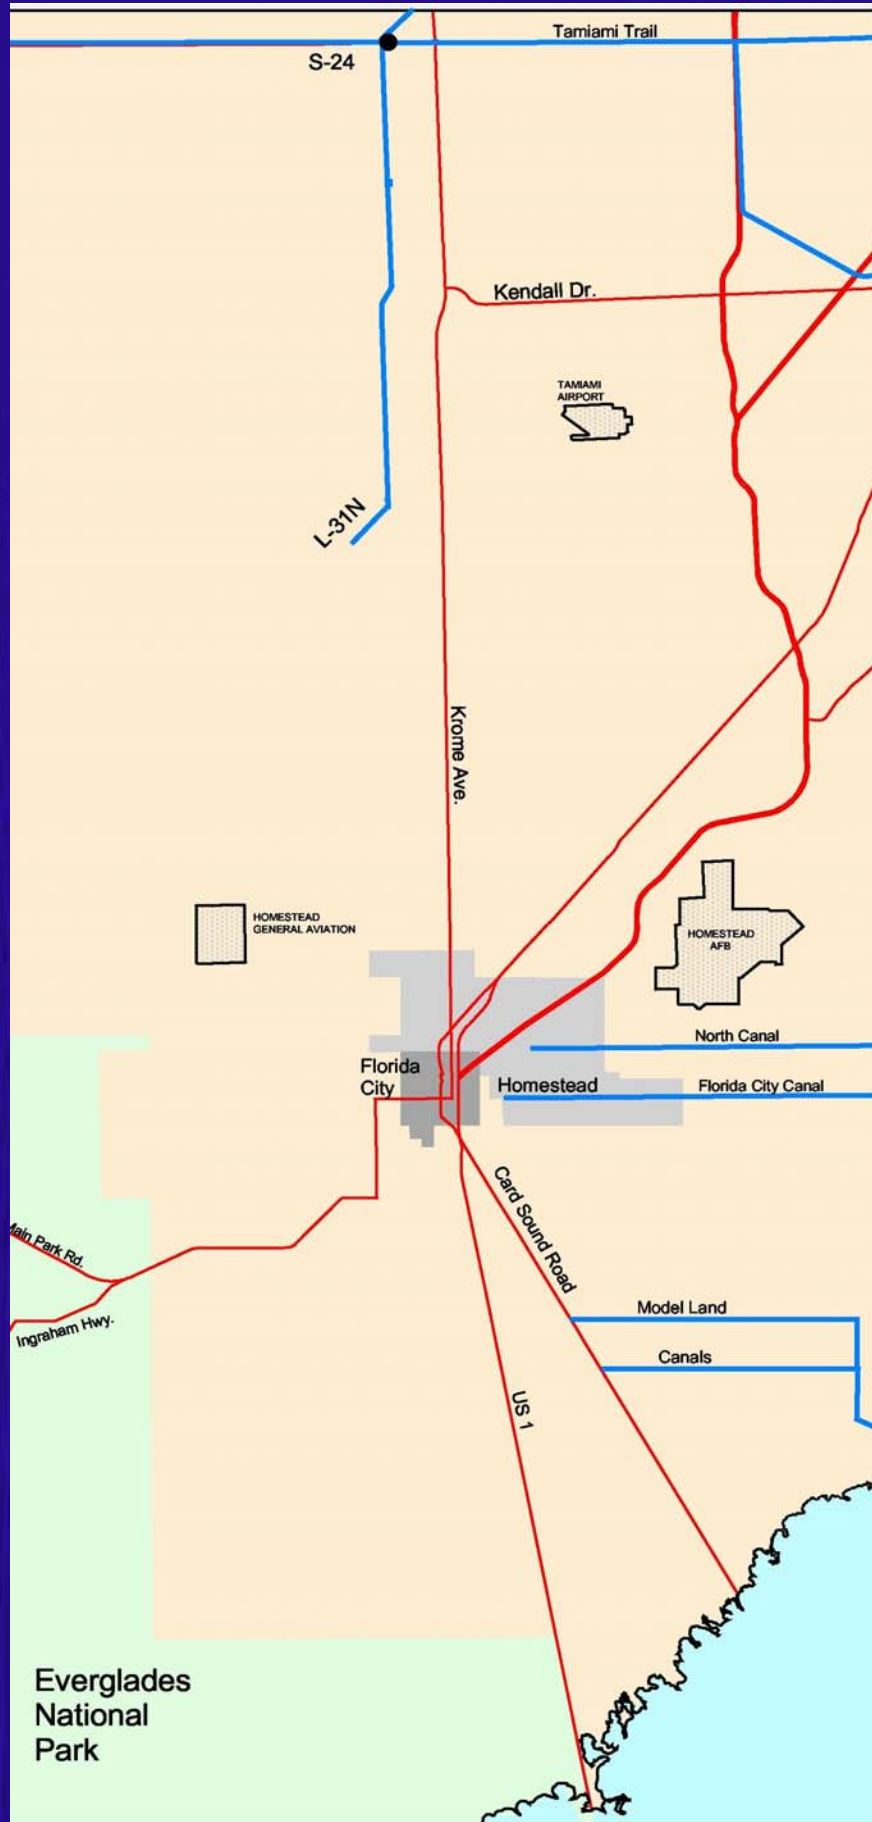 Tamiami Trail
S-24
Kendall Dr.
TAMIAMI
AIRPORT
L-31N
Krome Ave.
HOMESTEAD
GENERAL AVIATION
HOMESTEAD
AFB
North Canal
Florida
City
Homestead
Florida City Canal
Card Sound Road
Main Park Rd.
Ingraham Hwy.
Model Land
Canals
US 1
Everglades
National
Park